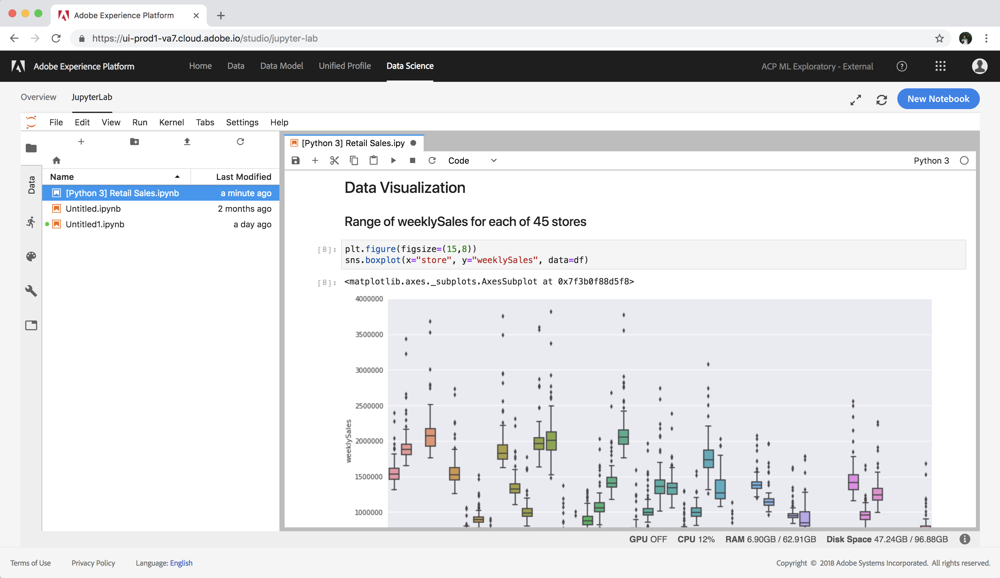 Adobe Experience Platform
https://ui-prod1-va7.cloud.adobe.io/studio/jupyter-lab
Adobe Experience Platform Home Data Data Model Unified Profile Data Science ACP ML Exploratory - External
Overview JupyterLab New Notebook
File Edit View Run Kernel Tabs Settings Help
[Python 3] Retail Sales.ipy
Code Python 3
Data
Name Last Modified
[Python 3] Retail Sales.ipynb a minute ago
Untitled.ipynb 2 months ago
Untitled1.ipynb a day ago
Data Visualization
Range of weeklySales for each of 45 stores
[8]: plt.figure(figsize=(15,8))
sns.boxplot(x="store", y="weeklySales", data=df)
[8]: <matplotlib.axes._subplots.AxesSubplot at 0x7f3b0f88d5f8>
4000000
3500000
3000000
2500000
weeklySales
2000000
1500000
1000000
GPU OFF CPU 12% RAM 6.90GB / 62.91GB Disk Space 47.24GB / 96.88GB
Terms of Use Privacy Policy Language: English Copyright © 2018 Adobe Systems Incorporated. All rights reserved.